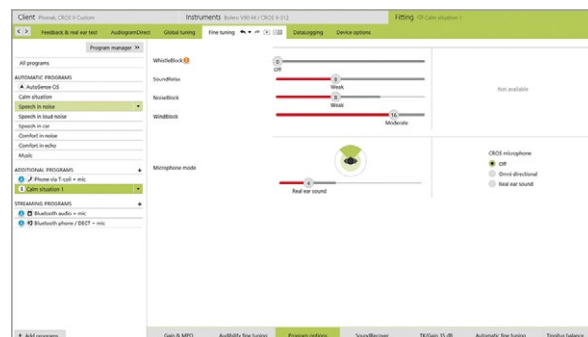 Client Phonak, CROS II Custom
Instruments Bolero V90-M / CROS II-312
Fitting Calm situation 1
Feedback & real ear test AudiogramDirect Global tuning Fine tuning DataLogging Device options
Program manager
All programs
AUTOMATIC PROGRAMS
AutoSense OS
Calm situation
Speech in noise
Speech in loud noise
Speech in car
Comfort in noise
Comfort in echo
Music
ADDITIONAL PROGRAMS +
Phone via T-coil + mic
1 Calm situation 1
STREAMING PROGRAMS +
Bluetooth audio + mic
Bluetooth phone / DECT + mic
+ Add programs
WhistleBlock
0
Off
SoundRelax
8
Weak
NoiseBlock
8
Weak
WindBlock
16
Moderate
Not available
Microphone mode
4
Real ear sound
CROS microphone
Off
Omni directional
Real ear sound
Gain & MPO Audibility fine tuning Program options SoundRecover TK/Gain 35 dB Automatic fine tuning Tinnitus balance